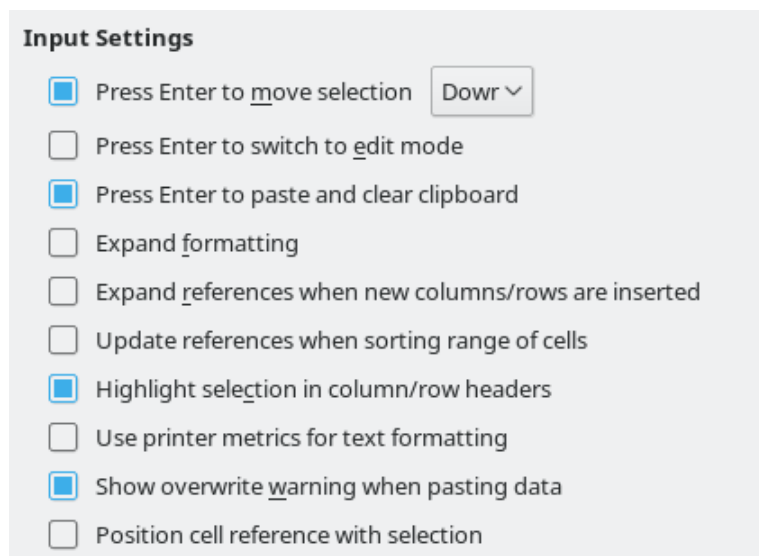 Input Settings
Press Enter to move selection Dowr
Press Enter to switch to edit mode
Press Enter to paste and clear clipboard
Expand formatting
Expand references when new columns/rows are inserted
Update references when sorting range of cells
Highlight selection in column/row headers
Use printer metrics for text formatting
Show overwrite warning when pasting data
Position cell reference with selection